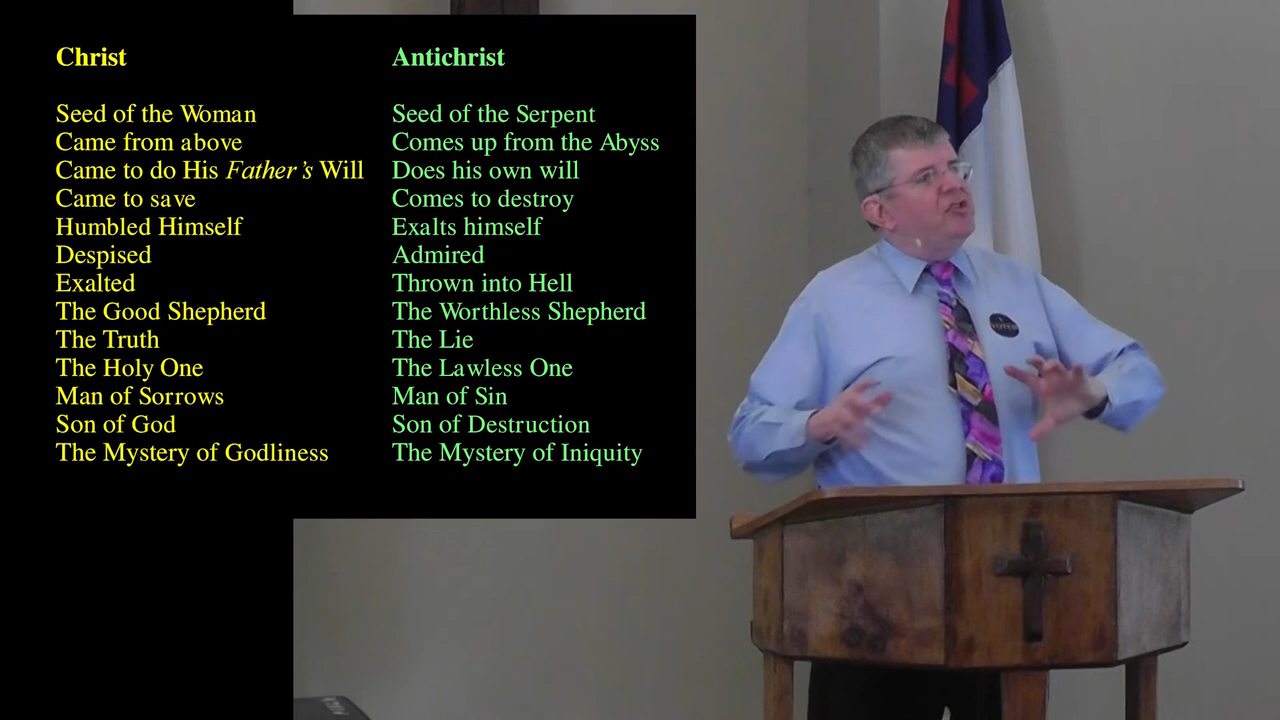 Christ Antichrist
Seed of the Woman Seed of the Serpent
Came from above Comes up from the Abyss
Came to do His Father's Will Does his own will
Came to save Comes to destroy
Humbled Himself Exalts himself
Despised Admired
Exalted Thrown into Hell
The Good Shepherd The Worthless Shepherd
The Truth The Lie
The Holy One The Lawless One
Man of Sorrows Man of Sin
Son of God Son of Destruction
The Mystery of Godliness The Mystery of Iniquity